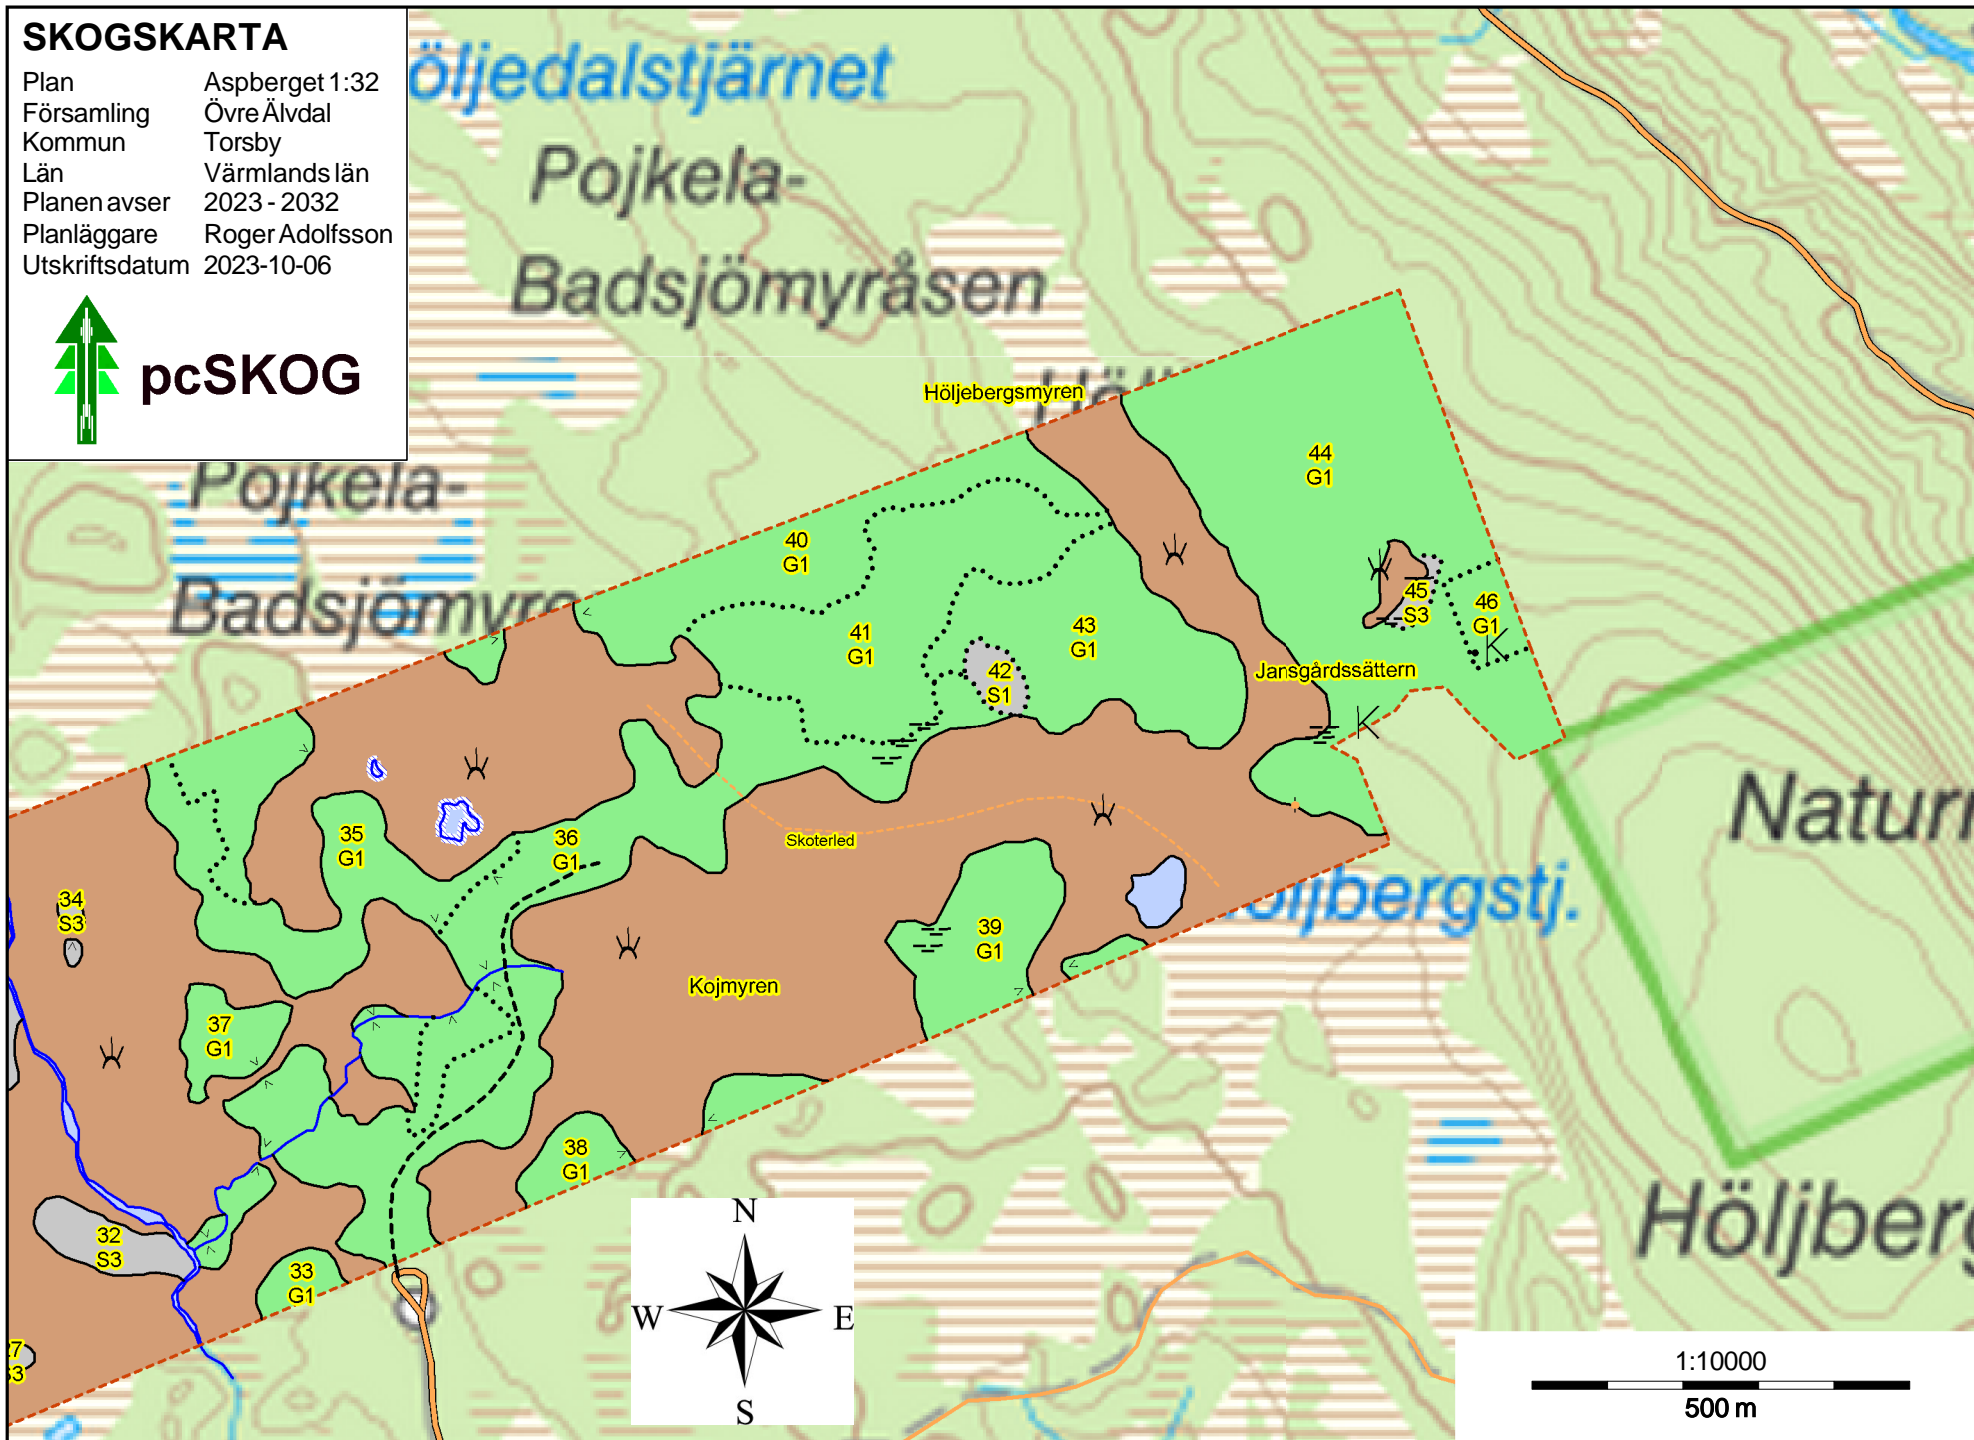 SKOGSKARTA
Plan Aspberget 1:32
Församling Övre Älvdal
Kommun Torsby
Län Värmlands län
Planen avser 2023 - 2032
Planläggare Roger Adolfsson
Utskriftsdatum 2023-10-06
pcSKOG
öljedalstjärnet
Pojkela-
Badsjömyråsen
Höljebergsmyren
Pojkela-
44
G1
40
G1
45
S3
46
G1
41
G1
43
G1
42
S1
Jansgårdssättern
35
G1
36
G1
Skoterled
Naturr
34
S3
39
G1
öljbergstj.
Kojmyren
37
G1
38
G1
Höljberg
32
S3
33
G1
N
W E
S
1:10000
500 m